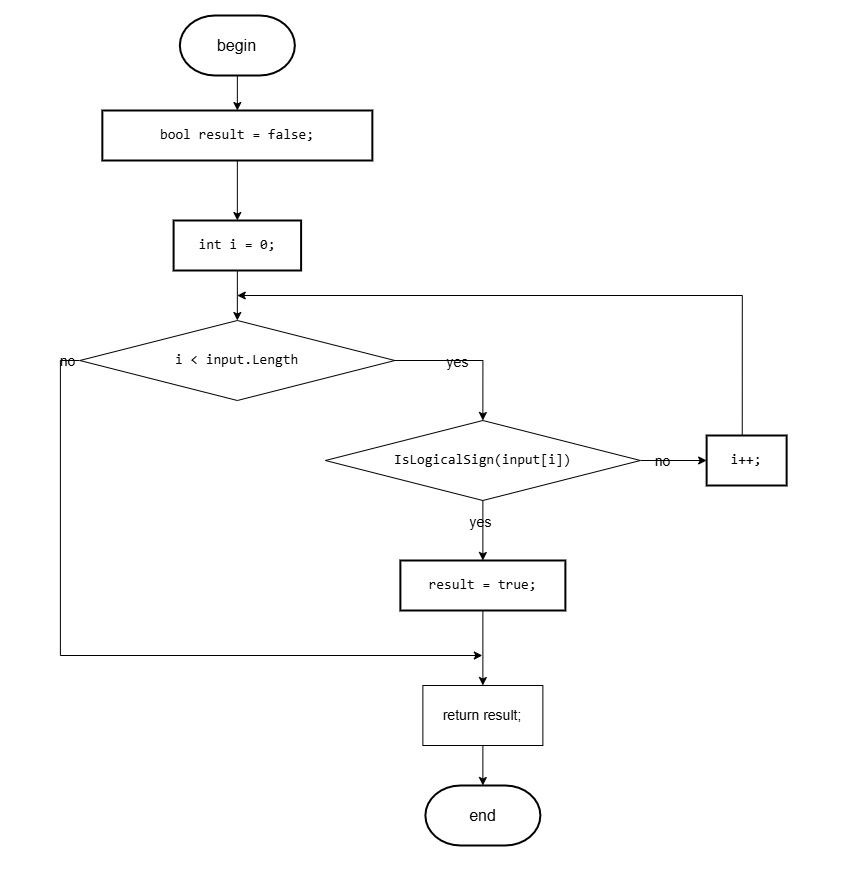 begin
bool result = false;
int i = 0;
no
i < input.Length
yes
IsLogicalSign(input[i])
no
i++;
yes
result = true;
return result;
end